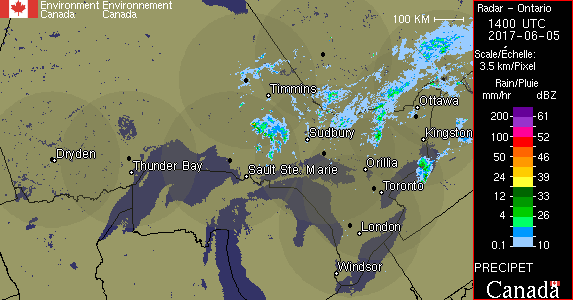 Environment Environnement
Canada Canada
100 KM
Timmins
Ottawa
Sudbury
Kingston
Dryden
Thunder Bay
Sault Ste. Marie
Orillia
Toronto
London
Windsor
Radar - Ontario
1400 UTC
2017-06-05
Scale/Échelle:
3.5 km/Pixel
Rain/Pluie
mm/hr dBZ
200 61
100 52
50 46
24 39
12 33
4 26
0.1 10
PRECIPET
Canada